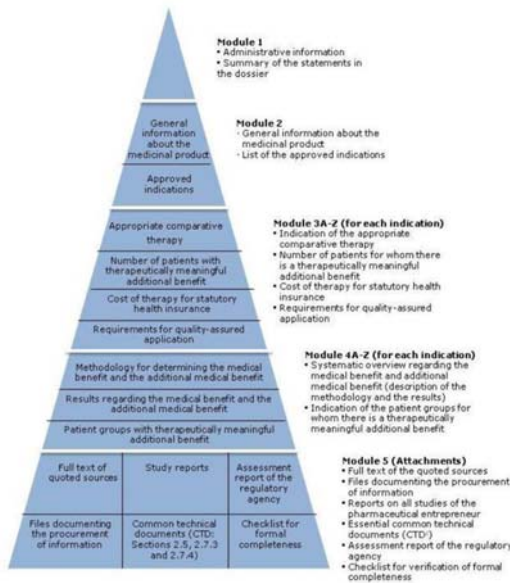 Module 1
• Administrative information
• Summary of the statements in
the dossier
General
information
about the
medicinal product
Approved
indications
Module 2
· General information about the
medicinal product
· List of the approved indications
Appropriate comparative
therapy
Number of patients with
therapeutically meaningful
additional benefit
Cost of therapy for statutory
health insurance
Requirements for quality-assured
application
Module 3A-Z (for each indication)
• Indication of the appropriate
comparative therapy
• Number of patients for whom there
is a therapeutically meaningful
additional benefit
• Cost of therapy for statutory health
insurance
• Requirements for quality-assured
application
Methodology for determining the medical
benefit and the additional medical benefit
Results regarding the medical benefit and the
additional medical benefit
Patient groups with therapeutically meaningful
additional benefit
Module 4A-Z (for each indication)
• Systematic overview regarding the
medical benefit and additional
medical benefit (description of the
methodology and the results)
• Indication of the patient groups for
whom there is a therapeutically
meaningful additional benefit
Full text of
quoted sources
Study reports
Assessment
report of the
regulatory
agency
Files documenting
the procurement
of information
Common technical
documents (CTD:
Sections 2.5, 2.7.3
and 2.7.4)
Checklist for
formal
completeness
Module 5 (Attachments)
• Full text of the quoted sources
• Files documenting the procurement
of information
• Reports on all studies of the
pharmaceutical entrepreneur
• Essential common technical
documents (CTD)
• Assessment report of the regulatory
agency
• Checklist for verification of formal
completeness